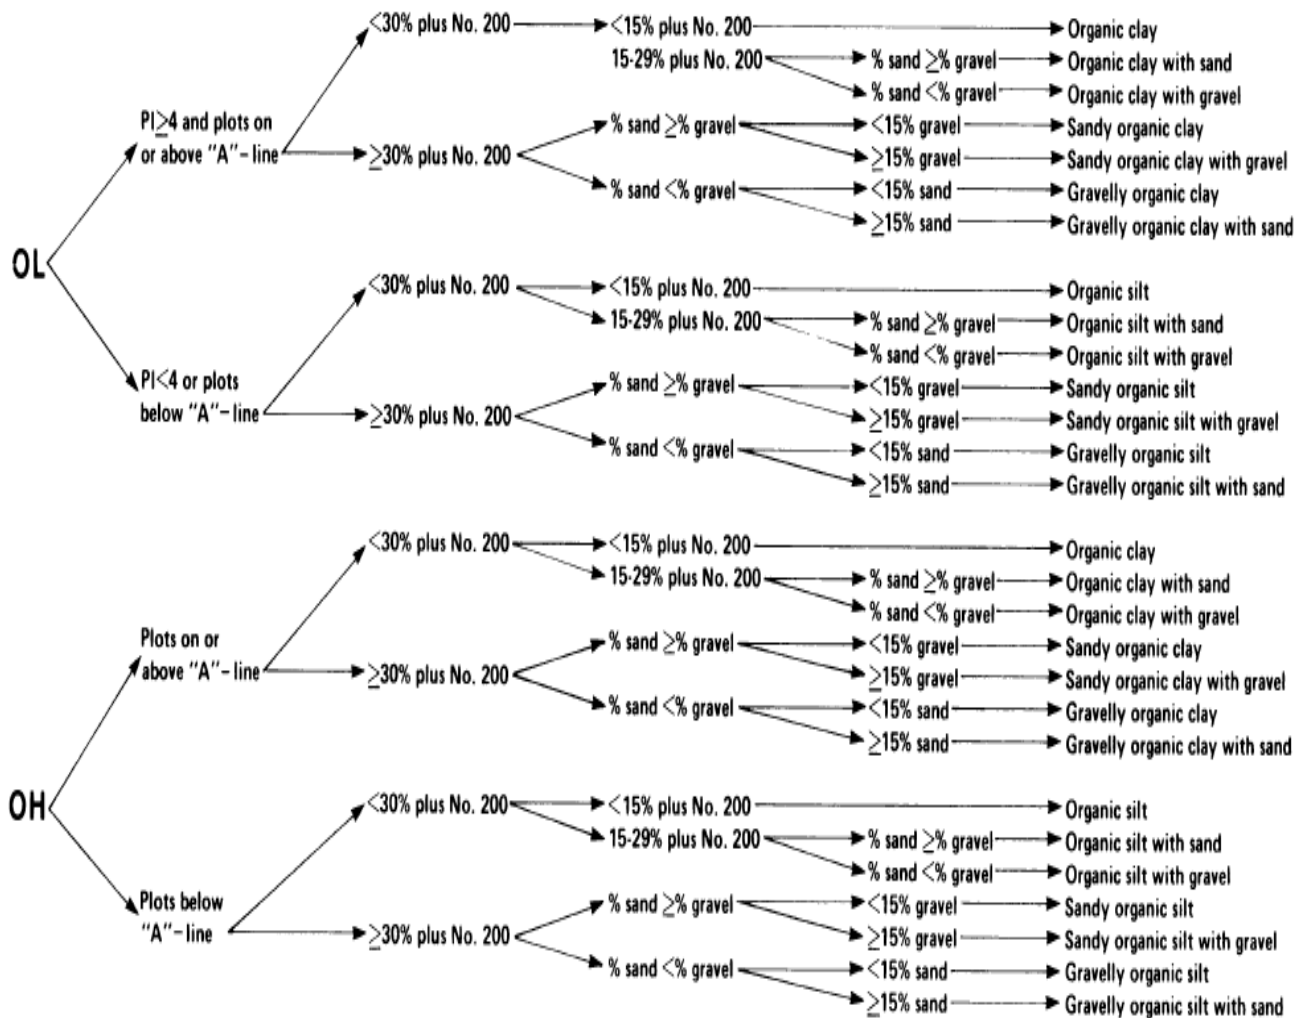 <30% plus No. 200 <15% plus No. 200 Organic clay
15-29% plus No. 200 % sand ≥% gravel Organic clay with sand
% sand <% gravel Organic clay with gravel
PI≥4 and plots on
or above "A"-line
% sand ≥% gravel <15% gravel Sandy organic clay
≥30% plus No. 200 ≥15% gravel Sandy organic clay with gravel
% sand <% gravel <15% sand Gravelly organic clay
≥15% sand Gravelly organic clay with sand
OL
<30% plus No. 200 <15% plus No. 200 Organic silt
15-29% plus No. 200 % sand ≥% gravel Organic silt with sand
% sand <% gravel Organic silt with gravel
PI<4 or plots
below "A"-line
% sand ≥% gravel <15% gravel Sandy organic silt
≥30% plus No. 200 ≥15% gravel Sandy organic silt with gravel
% sand <% gravel <15% sand Gravelly organic silt
≥15% sand Gravelly organic silt with sand
<30% plus No. 200 <15% plus No. 200 Organic clay
15-29% plus No. 200 % sand ≥% gravel Organic clay with sand
% sand <% gravel Organic clay with gravel
Plots on or
above "A"-line
% sand ≥% gravel <15% gravel Sandy organic clay
≥30% plus No. 200 ≥15% gravel Sandy organic clay with gravel
% sand <% gravel <15% sand Gravelly organic clay
≥15% sand Gravelly organic clay with sand
OH
<30% plus No. 200 <15% plus No. 200 Organic silt
15-29% plus No. 200 % sand ≥% gravel Organic silt with sand
% sand <% gravel Organic silt with gravel
Plots below
"A"-line
% sand ≥% gravel <15% gravel Sandy organic silt
≥30% plus No. 200 ≥15% gravel Sandy organic silt with gravel
% sand <% gravel <15% sand Gravelly organic silt
≥15% sand Gravelly organic silt with sand